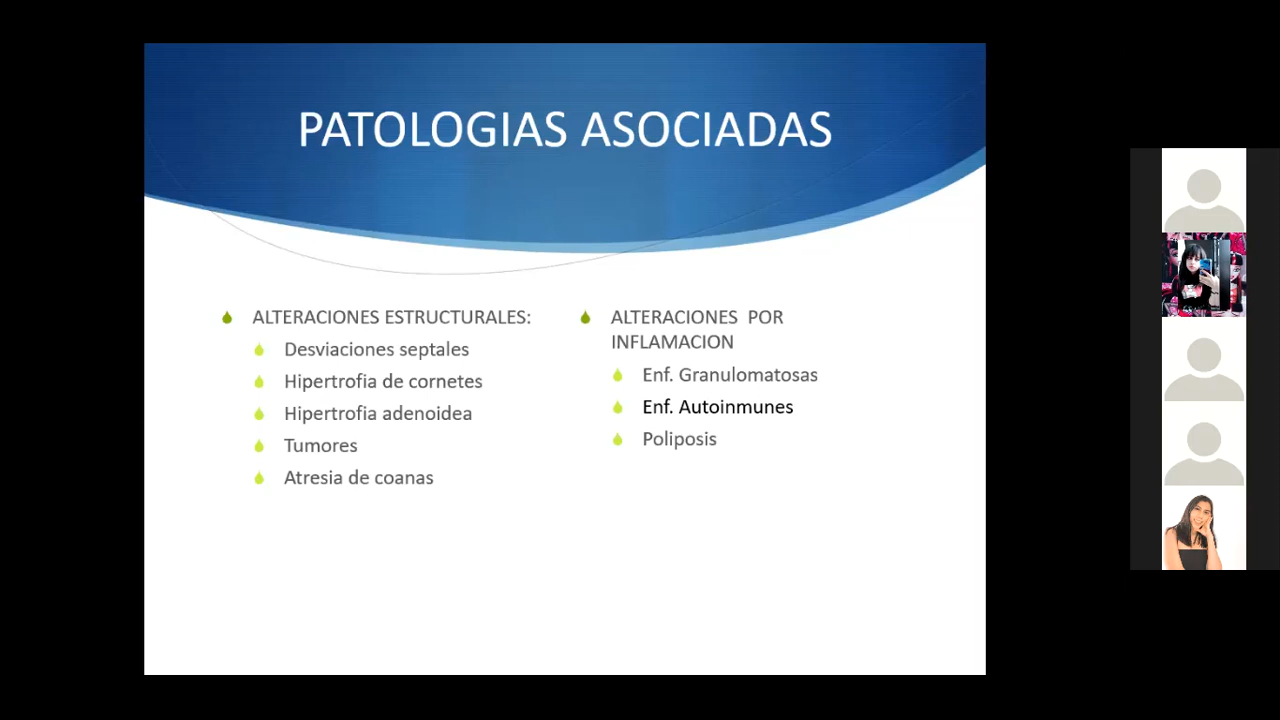 PATOLOGIAS ASOCIADAS
ALTERACIONES ESTRUCTURALES:
Desviaciones septales
Hipertrofia de cornetes
Hipertrofia adenoidea
Tumores
Atresia de coanas
ALTERACIONES POR
INFLAMACION
Enf. Granulomatosas
Enf. Autoinmunes
Poliposis